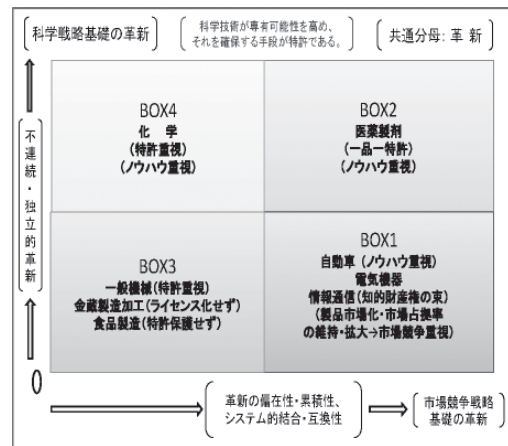 科学戦略基礎の革新
科学技術が専有可能性を高め、
それを確保する手段が特許である。
共通分母: 革 新
不連続・独立的革新
BOX4
化 学
(特許重視)
(ノウハウ重視)
BOX2
医薬製剤
(一品一特許)
(ノウハウ重視)
BOX3
一般機械(特許重視)
金蔵製造加工(ライセンス化せず)
食品製造(特許保護せず)
BOX1
自動車(ノウハウ重視)
電気機器
情報通信(知的財産権の束)
(製品市場化・市場占拠率
の維持・拡大→市場競争重視)
0
革新の偏在性・累積性、
システム的結合・互換性
市場競争戦略
基礎の革新